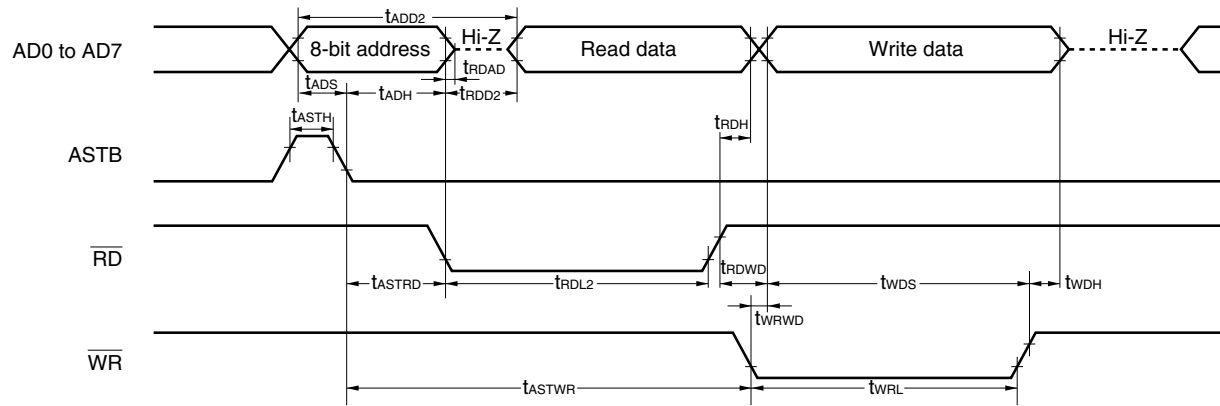 tADD2
AD0 to AD7
8-bit address
Hi-Z
Read data
Write data
Hi-Z
tRDAD
tADS
tADH
tRDD2
tASTH
tRDH
ASTB
RD
tASTRD
tRDL2
tRDWD
tWDS
tWDH
tWRWD
WR
tASTWR
tWRL